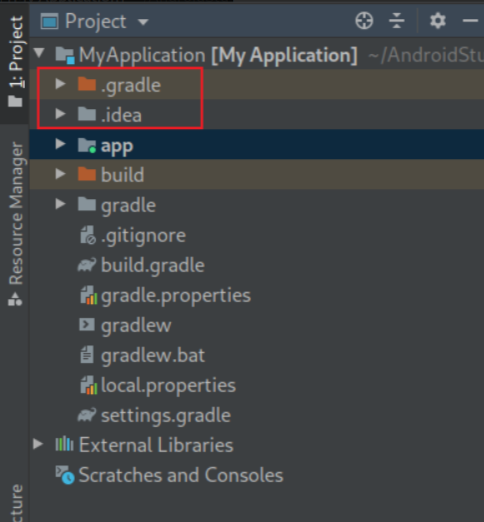 Project
1: Project
MyApplication [My Application] ~/AndroidStu
.gradle
.idea
app
build
gradle
.gitignore
build.gradle
gradle.properties
gradlew
gradlew.bat
local.properties
settings.gradle
External Libraries
Scratches and Consoles
Resource Manager
cture